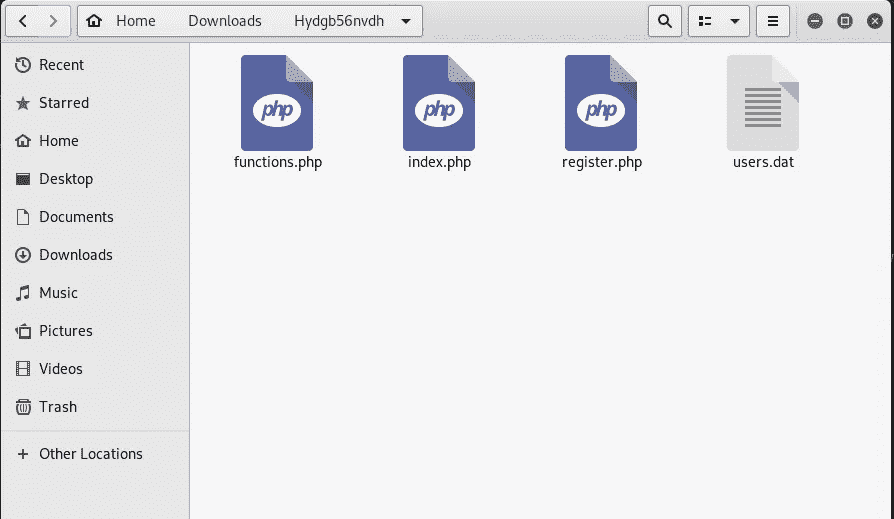 Home Downloads Hydgb56nvdh
Recent
Starred
Home
Desktop
Documents
Downloads
Music
Pictures
Videos
Trash
Other Locations
php php php
functions.php index.php register.php users.dat